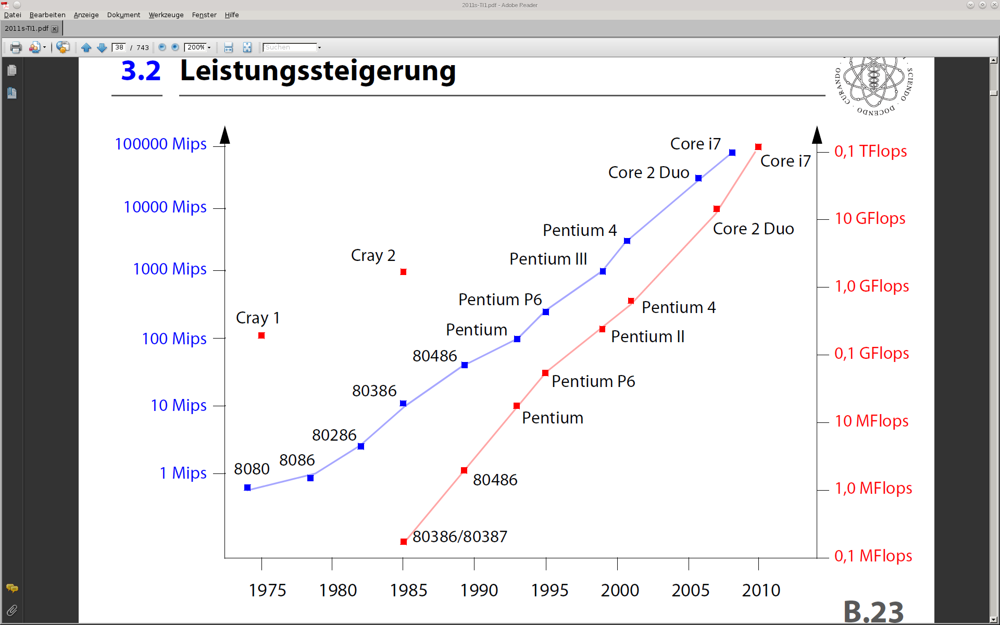 2011s-TI1.pdf - Adobe Reader
Datei Bearbeiten Anzeige Dokument Werkzeuge Fenster Hilfe
2011s-TI1.pdf
38 / 743 200% Suchen
3.2 Leistungssteigerung
CURANDO · DOCENDO · SCIENDO
100000 Mips
10000 Mips
1000 Mips
100 Mips
10 Mips
1 Mips
Core i7
Core i7
Core 2 Duo
Core 2 Duo
Pentium 4
Cray 2
Pentium III
Pentium P6
Pentium 4
Cray 1
Pentium
Pentium II
80486
Pentium P6
80386
Pentium
80286
8086
8080
80486
80386/80387
0,1 TFlops
10 GFlops
1,0 GFlops
0,1 GFlops
10 MFlops
1,0 MFlops
0,1 MFlops
1975 1980 1985 1990 1995 2000 2005 2010
B.23